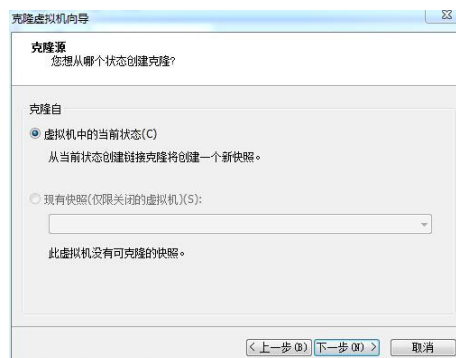 克隆虚拟机向导
克隆源
您想从哪个状态创建克隆?
克隆自
虚拟机中的当前状态(C)
从当前状态创建链接克隆将创建一个新快照。
现有快照(仅限关闭的虚拟机)(S):
此虚拟机没有可克隆的快照。
< 上一步(B) 下一步(N) > 取消